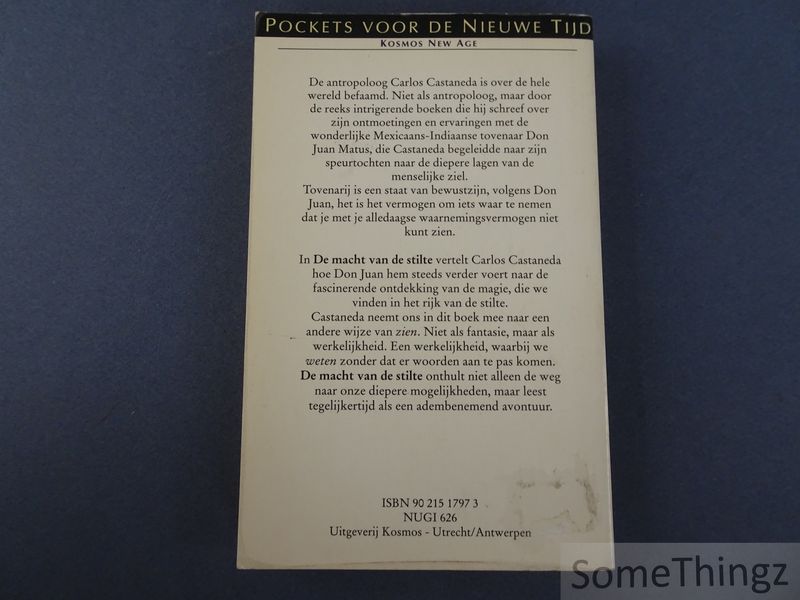 POCKETS VOOR DE NIEUWE TIJD
KOSMOS NEW AGE
De antropoloog Carlos Castaneda is over de hele
wereld befaamd. Niet als antropoloog, maar door
de reeks intrigerende boeken die hij schreef over
zijn ontmoetingen en ervaringen met de
wonderlijke Mexicaans-Indiaanse tovenaar Don
Juan Matus, die Castaneda begeleidde naar zijn
speurtochten naar de diepere lagen van de
menselijke ziel.
Tovenarij is een staat van bewustzijn, volgens Don
Juan, het is het vermogen om iets waar te nemen
dat je met je alledaagse waarnemingsvermogen niet
kunt zien.
In De macht van de stilte vertelt Carlos Castaneda
hoe Don Juan hem steeds verder voert naar de
fascinerende ontdekking van de magie, die we
vinden in het rijk van de stilte.
Castaneda neemt ons in dit boek mee naar een
andere wijze van zien. Niet als fantasie, maar als
werkelijkheid. Een werkelijkheid, waarbij we
weten zonder dat er woorden aan te pas komen.
De macht van de stilte onthult niet alleen de weg
naar onze diepere mogelijkheden, maar leest
tegelijkertijd als een adembenemend avontuur.
ISBN 90 215 1797 3
NUGI 626
Uitgeverij Kosmos - Utrecht/Antwerpen
SomeThingz